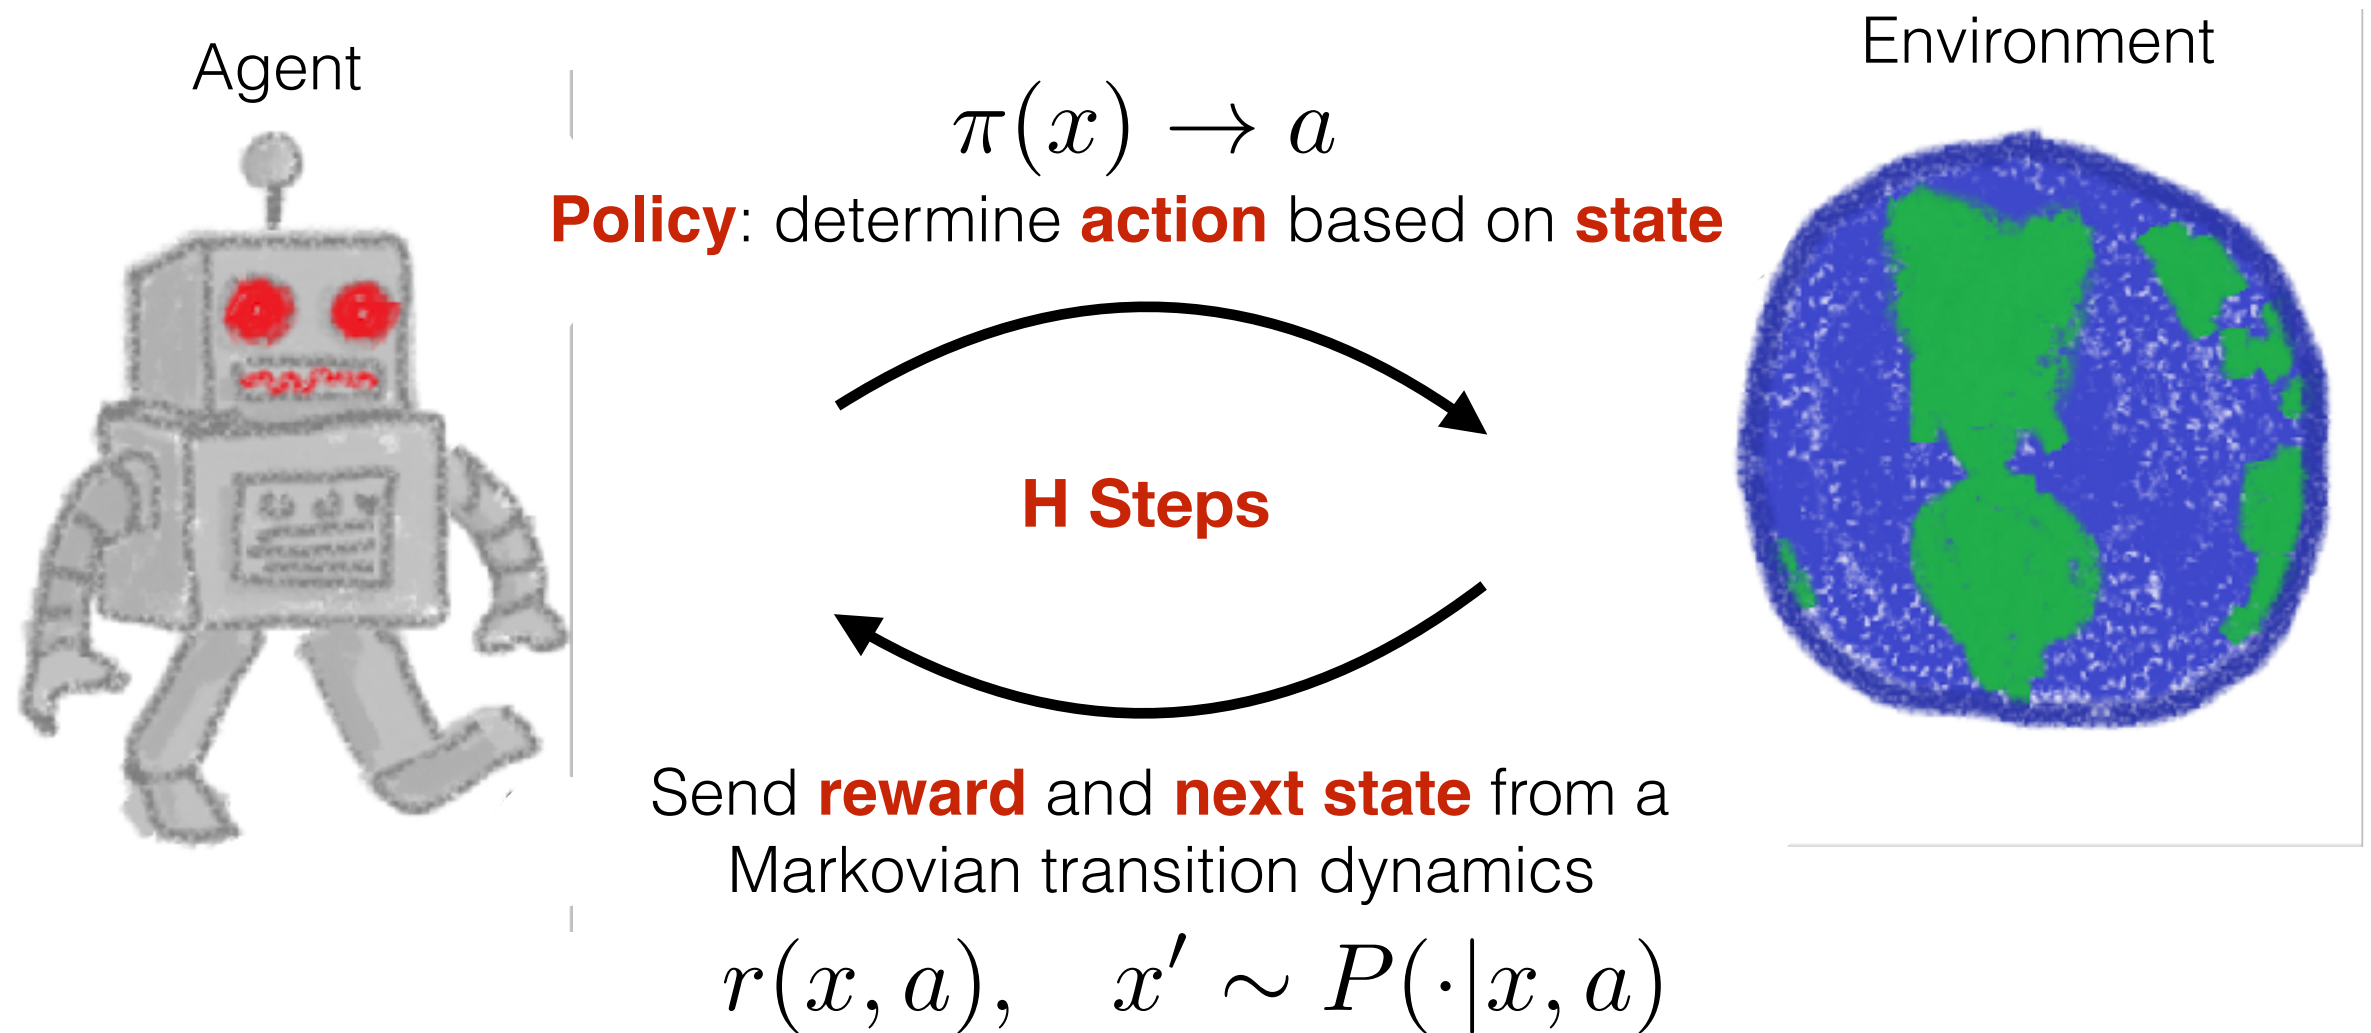 Agent
Environment
π(x) → a
Policy: determine action based on state
H Steps
Send reward and next state from a
Markovian transition dynamics
r(x, a),   x′ ∼ P(·|x, a)